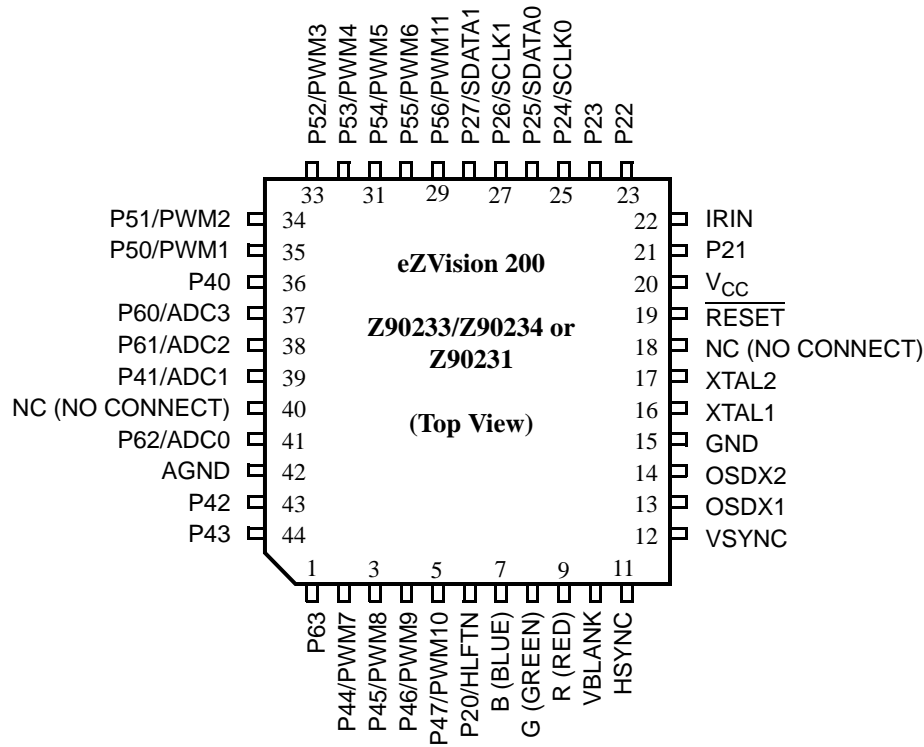 P52/PWM3
P53/PWM4
P54/PWM5
P55/PWM6
P56/PWM11
P27/SDATA1
P26/SCLK1
P25/SDATA0
P24/SCLK0
P23
P22
33 31 29 27 25 23
P51/PWM2 34
P50/PWM1 35
P40 36
P60/ADC3 37
P61/ADC2 38
P41/ADC1 39
NC (NO CONNECT) 40
P62/ADC0 41
AGND 42
P42 43
P43 44
eZVision 200
Z90233/Z90234 or
Z90231
(Top View)
22 IRIN
21 P21
20 VCC
19 RESET
18 NC (NO CONNECT)
17 XTAL2
16 XTAL1
15 GND
14 OSDX2
13 OSDX1
12 VSYNC
1 3 5 7 9 11
P63
P44/PWM7
P45/PWM8
P46/PWM9
P47/PWM10
P20/HLFTN
B (BLUE)
G (GREEN)
R (RED)
VBLANK
HSYNC